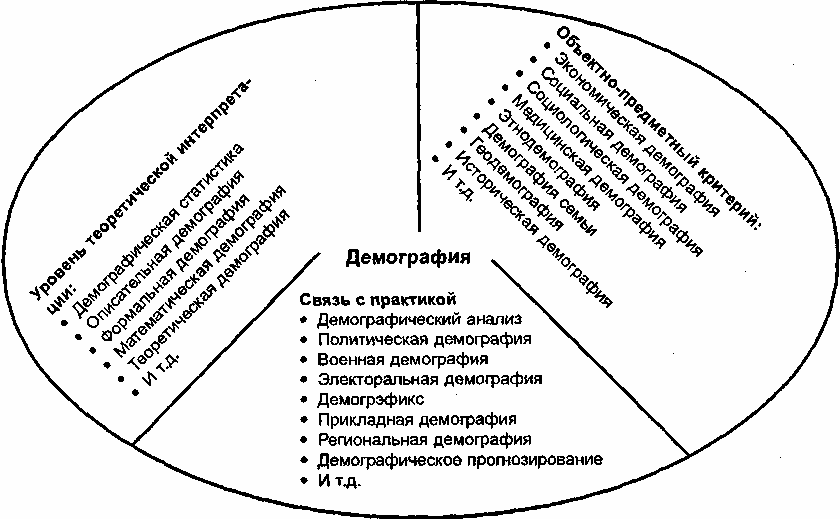 Уровень теоретической интерпрета-
ции:
• Демографическая статистика
• Описательная демография
• Формальная демография
• Математическая демография
• Теоретическая демография
• И т.д.
Объектно-предметный критерий:
• Экономическая демография
• Социальная демография
• Социологическая демография
• Медицинская демография
• Этнодемография
• Демография семьи
• Геодемография
• Историческая демография
• И т.д.
Демография
Связь с практикой
• Демографический анализ
• Политическая демография
• Военная демография
• Электоральная демография
• Демогрэфикс
• Прикладная демография
• Региональная демография
• Демографическое прогнозирование
• И т.д.